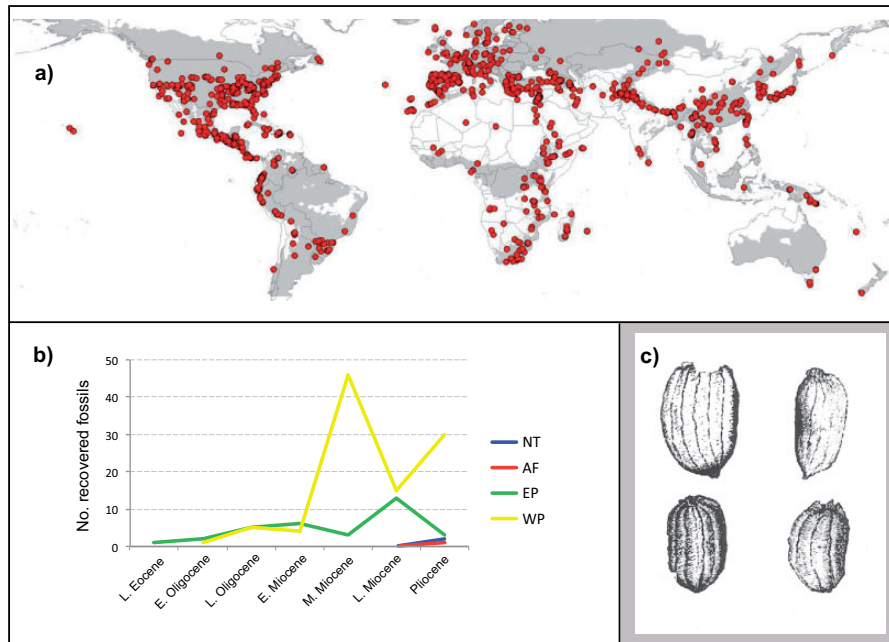 a)
b)
No. recovered fossils
50
40
30
20
10
0
L. Eocene
E. Oligocene
L. Oligocene
E. Miocene
M. Miocene
L. Miocene
Pliocene
NT
AF
EP
WP
c)